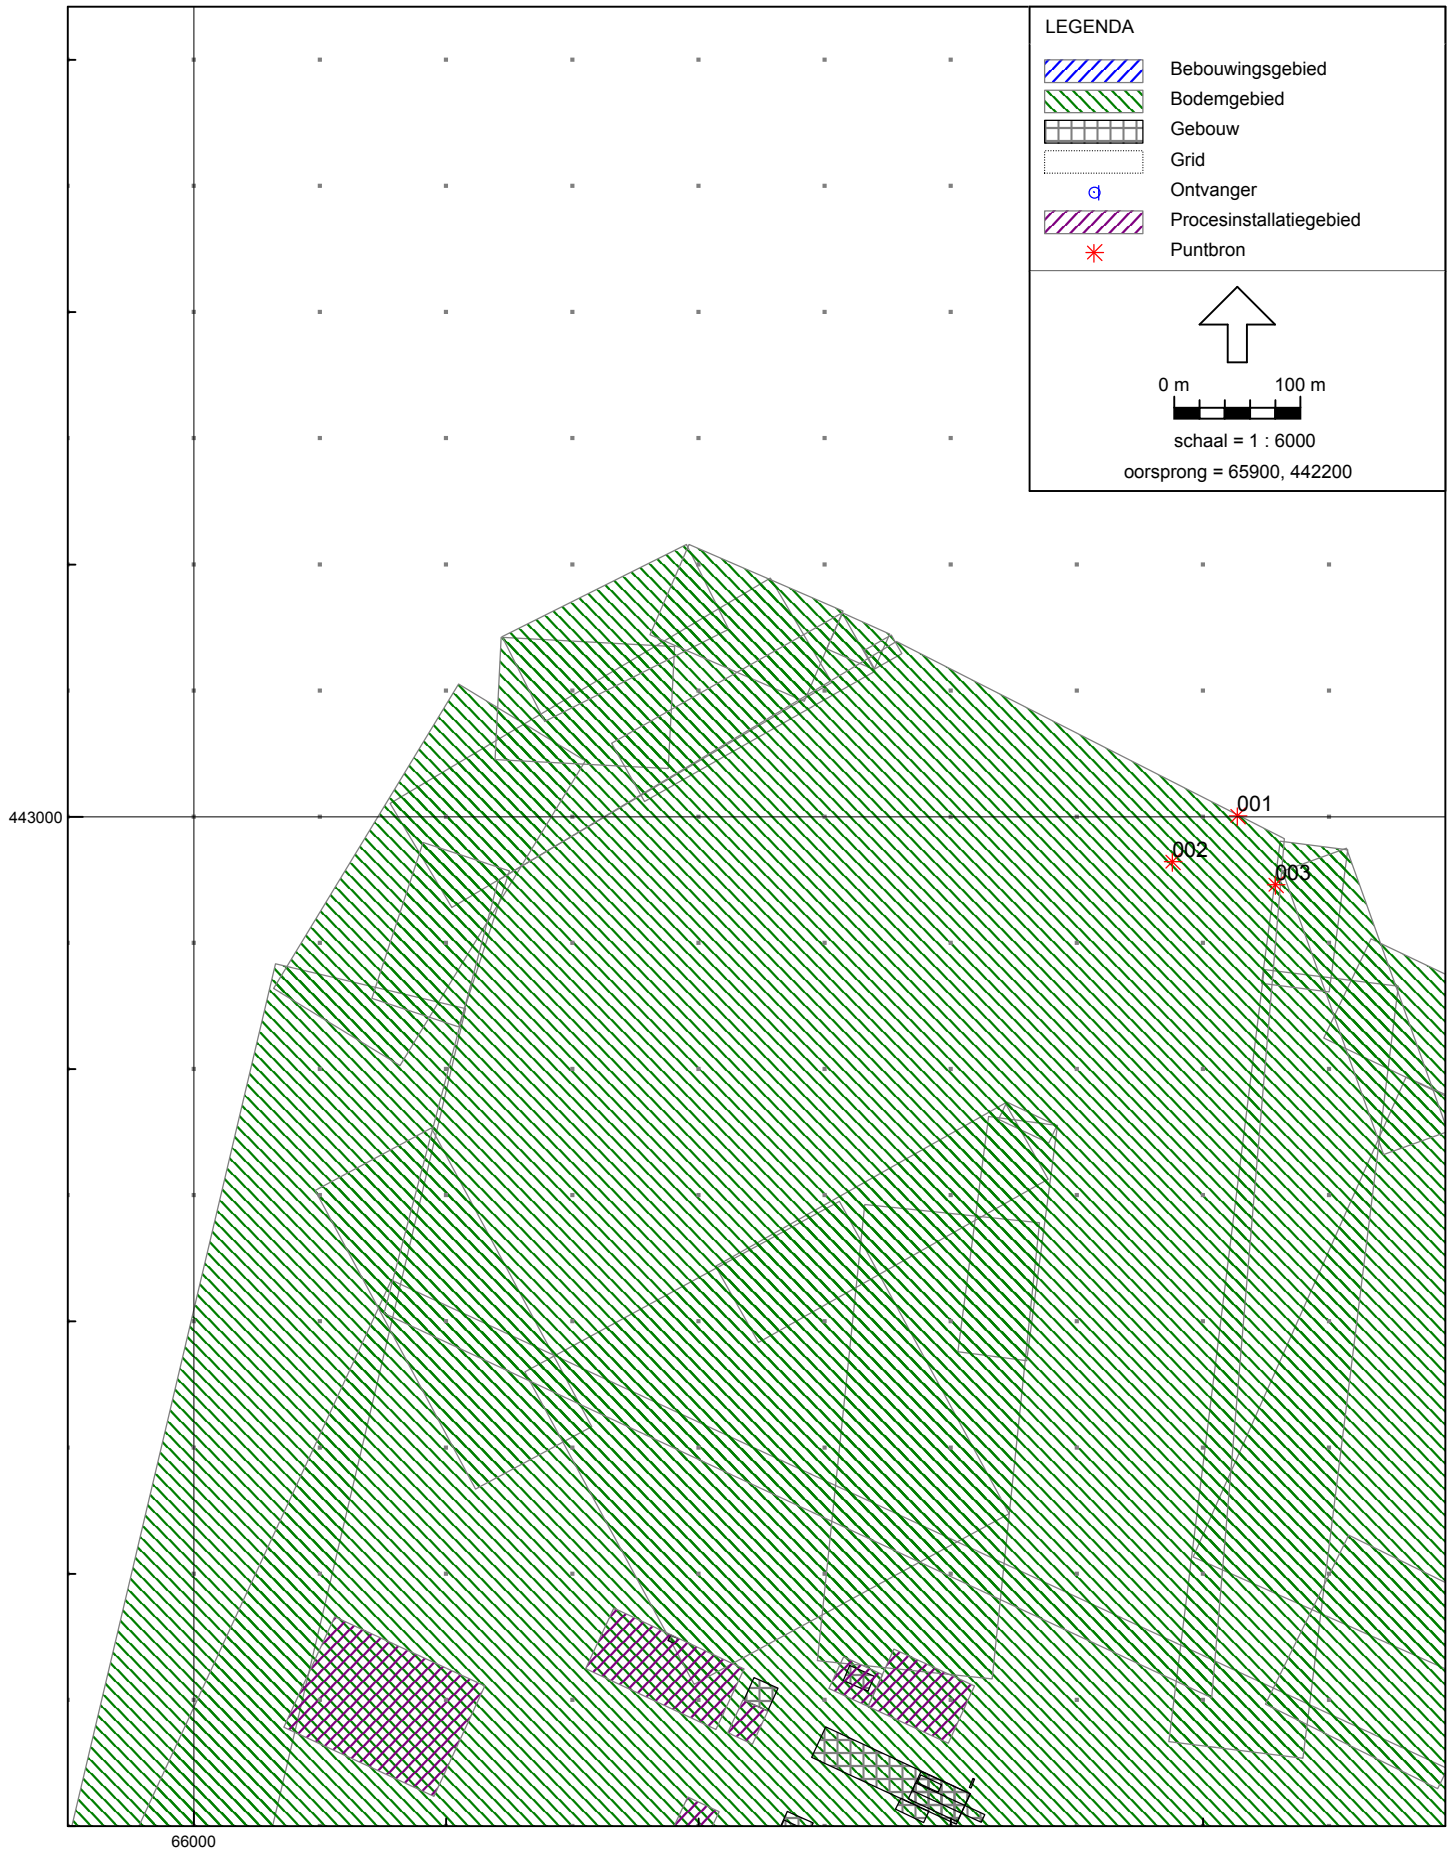 LEGENDA
Bebouwingsgebied
Bodemgebied
Gebouw
Grid
Ontvanger
Procesinstallatiegebied
Puntbron
0 m 100 m
schaal = 1 : 6000
oorsprong = 65900, 442200
443000
001
002
003
66000